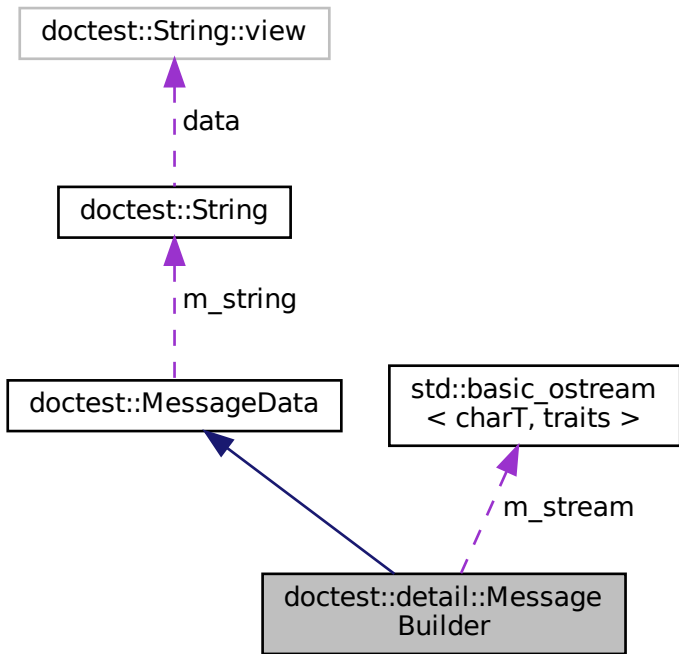 doctest::String::view
data
doctest::String
m_string
doctest::MessageData
std::basic_ostream
< charT, traits >
m_stream
doctest::detail::Message
Builder